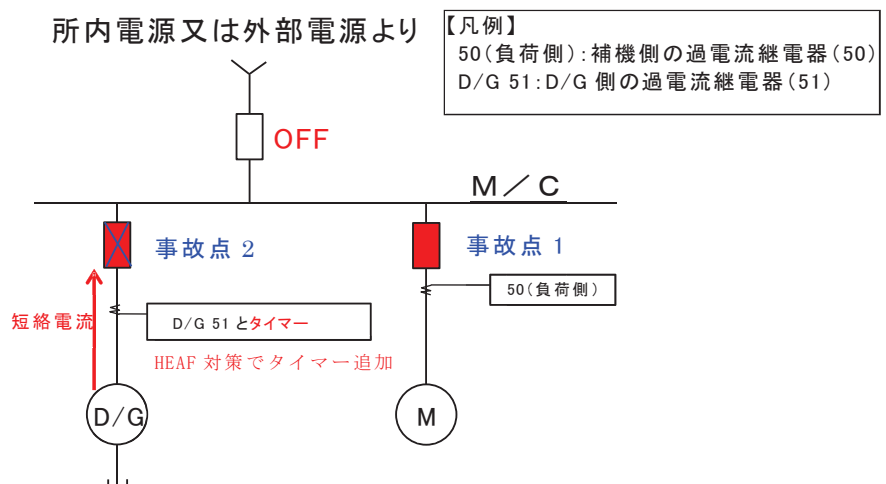 所内電源又は外部電源より
【凡例】
50(負荷側):補機側の過電流継電器(50)
D/G 51:D/G 側の過電流継電器(51)
OFF
M/C
事故点 2
事故点 1
50(負荷側)
短絡電流
D/G 51 とタイマー
HEAF 対策でタイマー追加
D/G
M